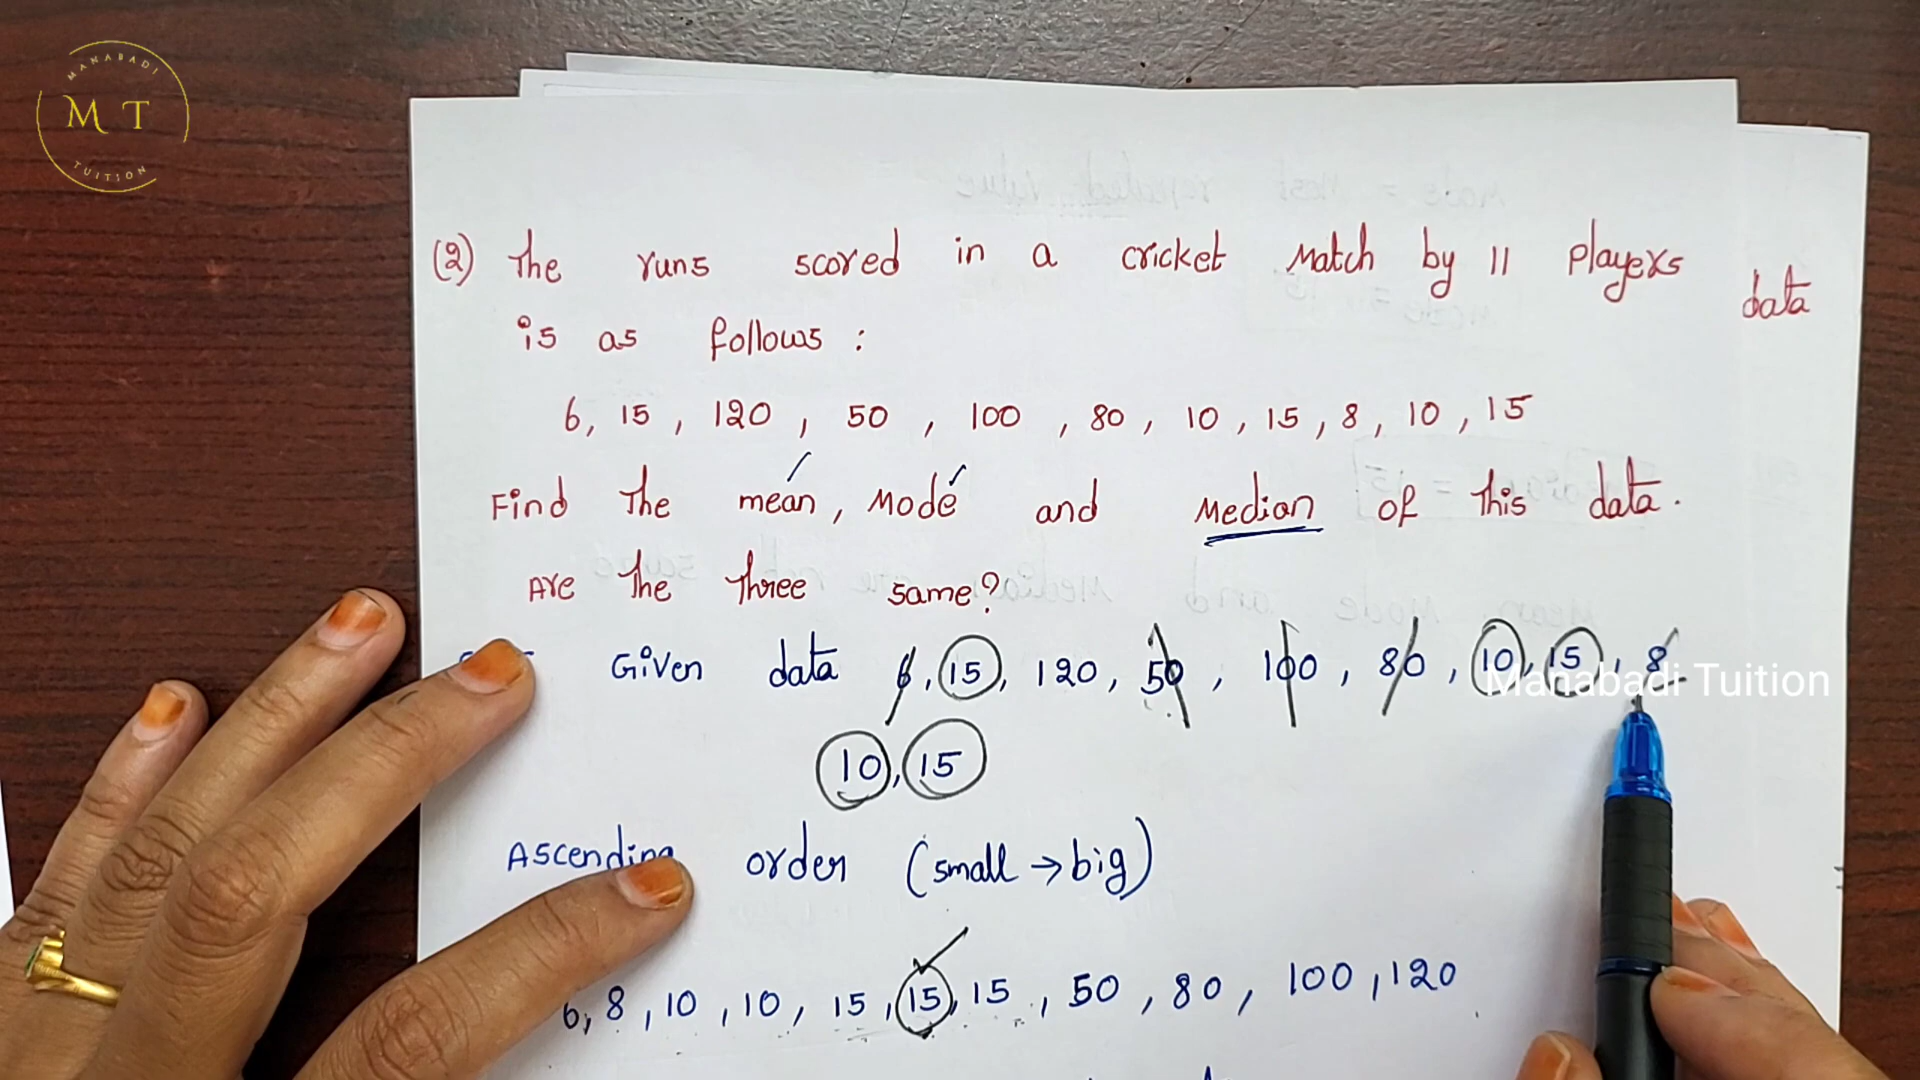 MANABADI
M T
TUITION
(2) The runs scored in a cricket Match by 11 players data
is as follows :
6, 15 , 120 , 50 , 100 , 80 , 10 , 15 , 8 , 10 , 15
Find The mean , Mode and Median of this data .
Are The Three same?
Given data 6 , 15 , 120 , 50 , 100 , 80 , 10 , 15 , 8
Manabadi Tuition
10 , 15
Ascending order (small → big)
6, 8 , 10 , 10 , 15 , 15 , 15 , 50 , 80 , 100 , 120